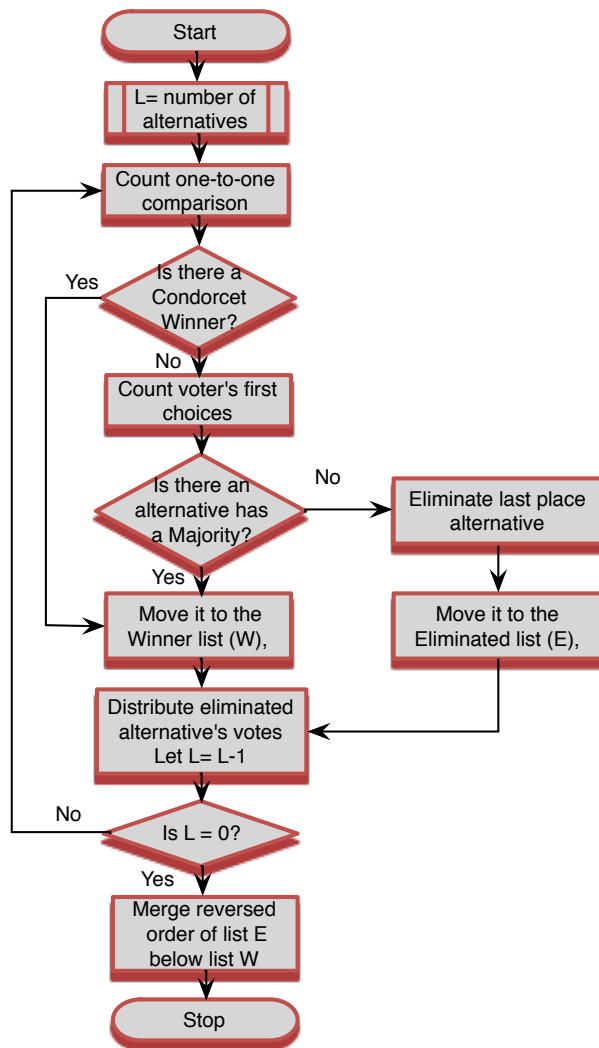 Start
L= number of
alternatives
Count one-to-one
comparison
Yes
Is there a
Condorcet
Winner?
No
Count voter's first
choices
Is there an
alternative has
a Majority?
No
Eliminate last place
alternative
Yes
Move it to the
Winner list (W),
Move it to the
Eliminated list (E),
Distribute eliminated
alternative's votes
Let L= L-1
No
Is L = 0?
Yes
Merge reversed
order of list E
below list W
Stop